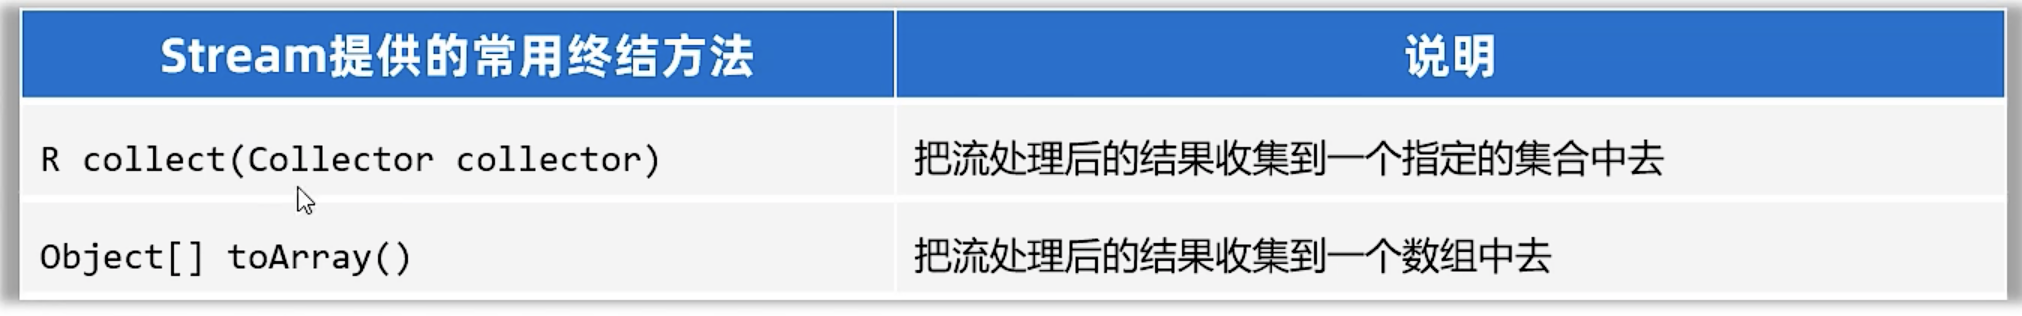 Stream提供的常用终结方法
说明
R collect(Collector collector)
把流处理后的结果收集到一个指定的集合中去
Object[] toArray()
把流处理后的结果收集到一个数组中去